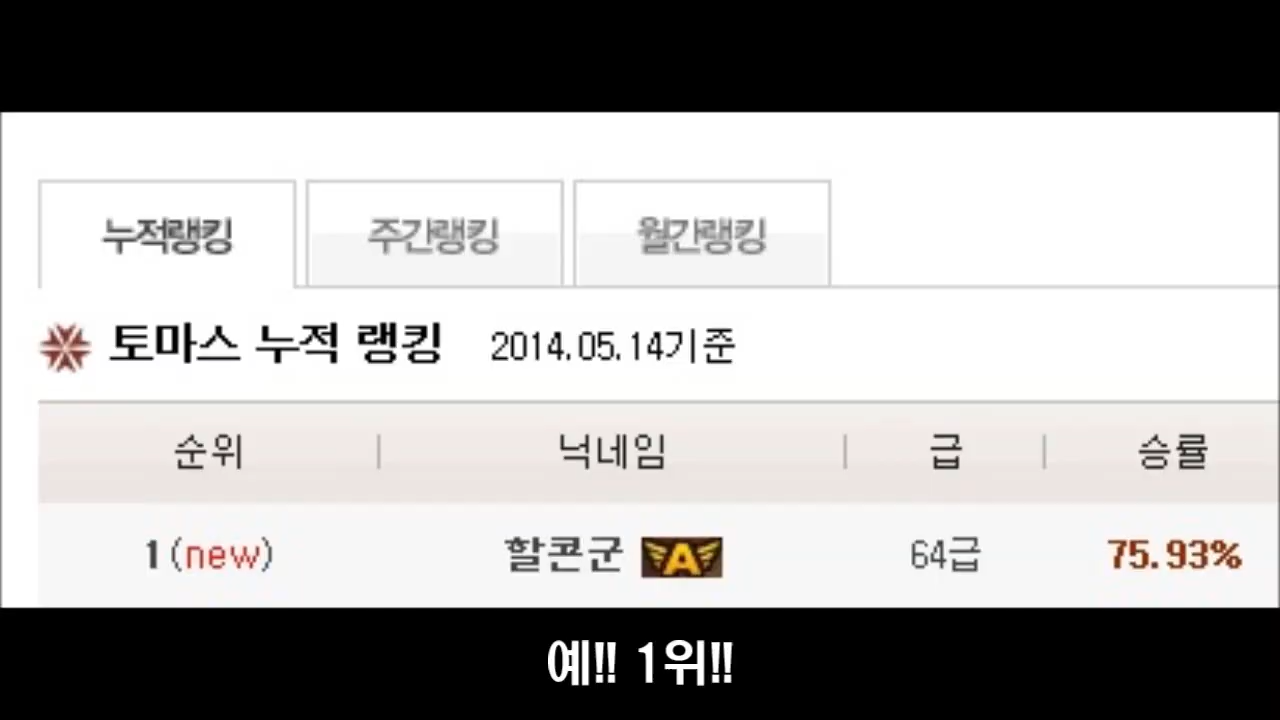 누적랭킹 주간랭킹 월간랭킹
토마스 누적 랭킹 2014.05.14기준
순위 | 닉네임 | 급 | 승률
1(new) 할콘군 A 64급 75.93%
예!! 1위!!